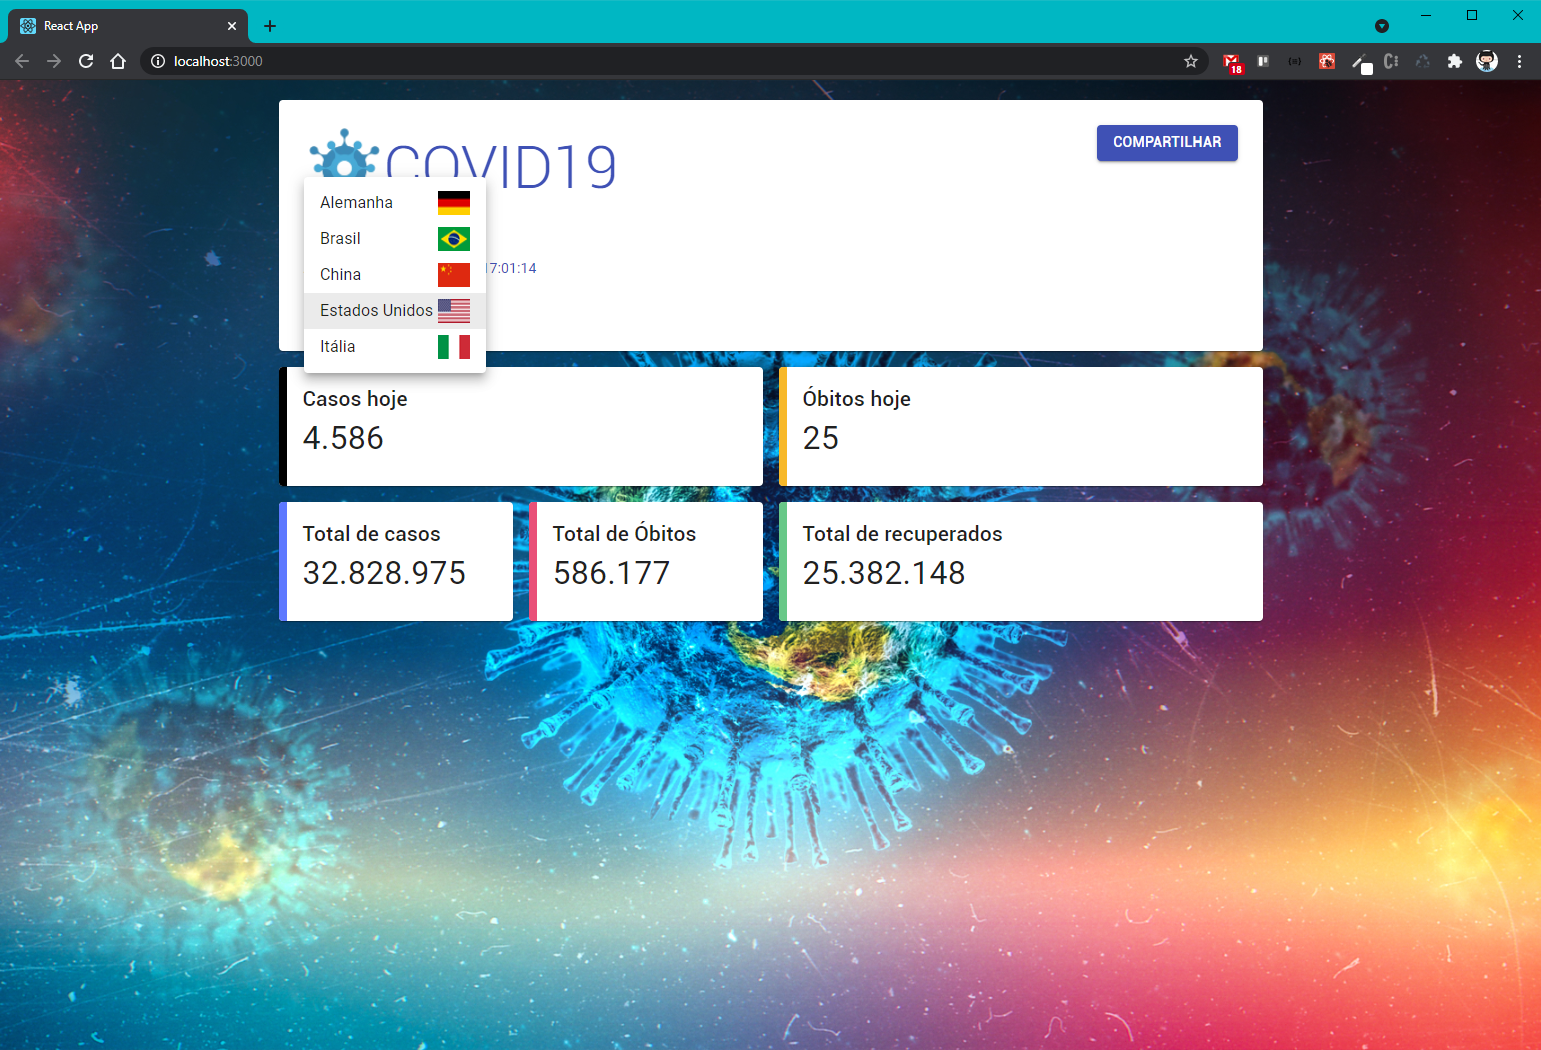 React App
localhost:3000
18
COVID19
COMPARTILHAR
Alemanha
Brasil
China
17:01:14
Estados Unidos
Itália
Casos hoje
4.586
Óbitos hoje
25
Total de casos
32.828.975
Total de Óbitos
586.177
Total de recuperados
25.382.148